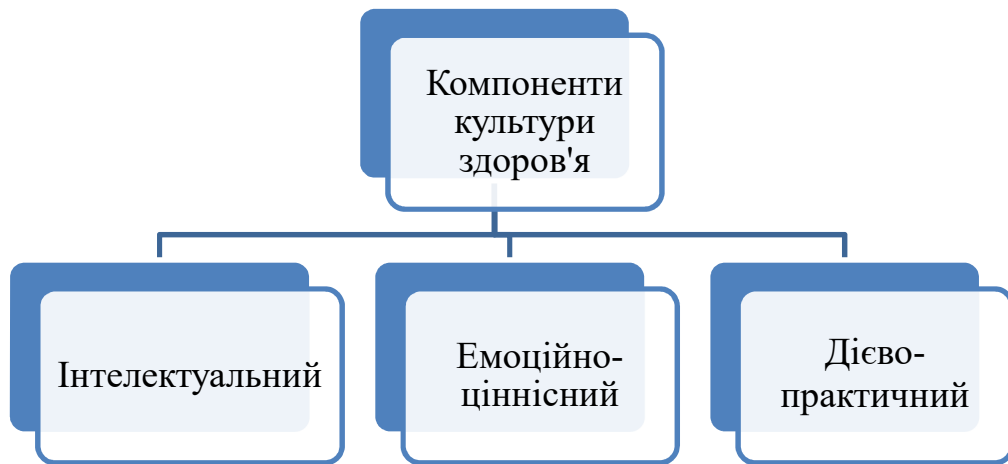 Компоненти
культури
здоров'я
Інтелектуальний
Емоційно-
ціннісний
Дієво-
практичний